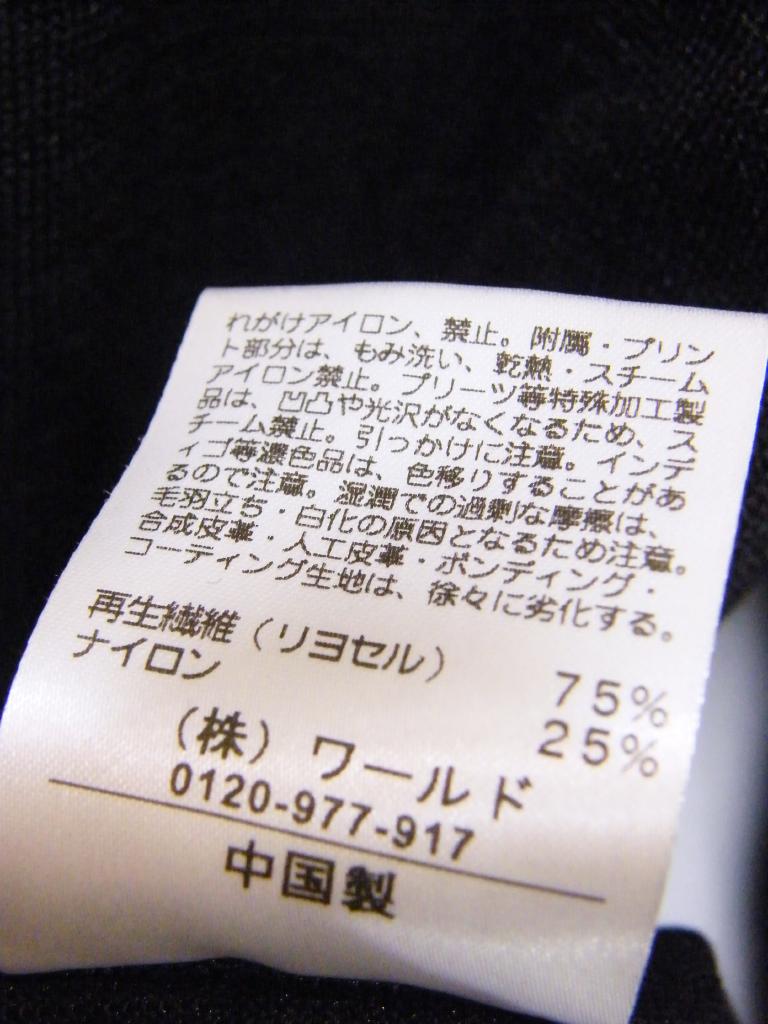 れがけアイロン、禁止。附属・プリン
ト部分は、もみ洗い、乾熱・スチーム
アイロン禁止。プリーツ等特殊加工製
品は、凹凸や光沢がなくなるため、ス
チーム禁止。引っかけに注意。インデ
ィゴ等濃色品は、色移りすることがあ
るので注意。湿潤での過剰な摩擦は、
毛羽立ち・白化の原因となるため注意。
合成皮革・人工皮革・ボンディング・
コーティング生地は、徐々に劣化する。
再生繊維（リヨセル） 75%
ナイロン 25%
（株）ワールド
0120-977-917
中国製